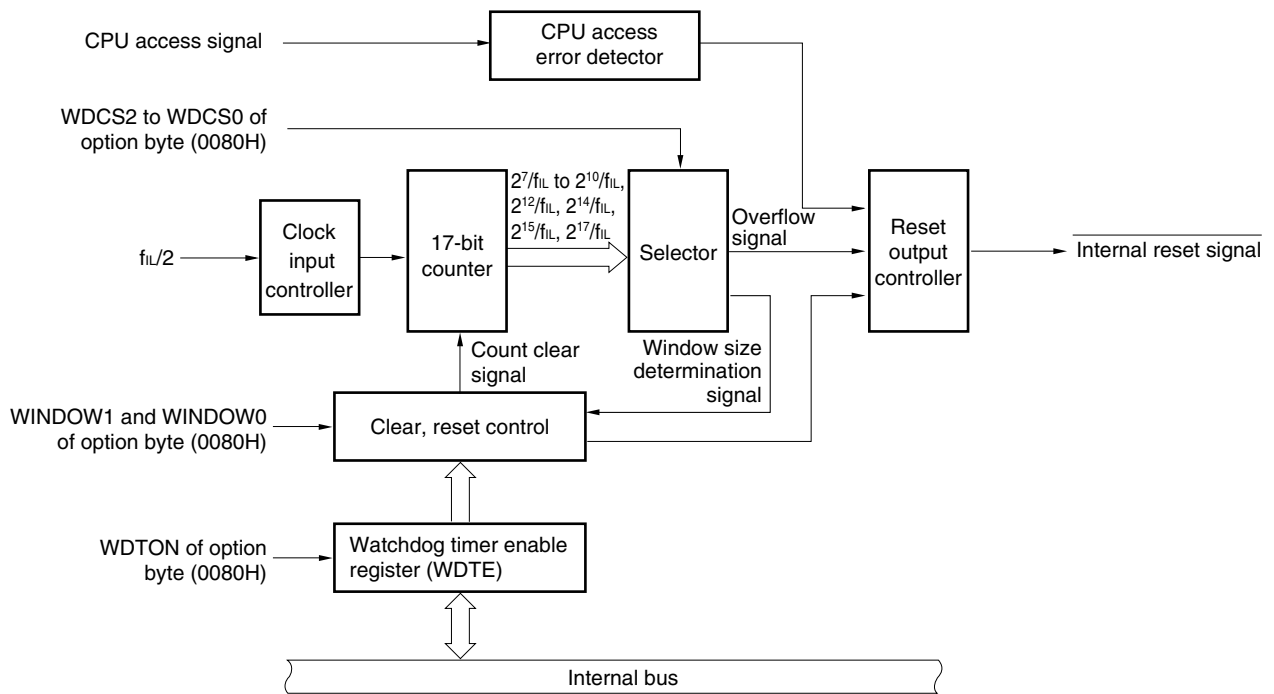 CPU access signal
CPU access
error detector
WDCS2 to WDCS0 of
option byte (0080H)
fIL/2
Clock
input
controller
17-bit
counter
2⁷/fIL to 2¹⁰/fIL,
2¹²/fIL, 2¹⁴/fIL,
2¹⁵/fIL, 2¹⁷/fIL
Selector
Overflow
signal
Reset
output
controller
Internal reset signal
Count clear
signal
Window size
determination
signal
WINDOW1 and WINDOW0
of option byte (0080H)
Clear, reset control
WDTON of option
byte (0080H)
Watchdog timer enable
register (WDTE)
Internal bus